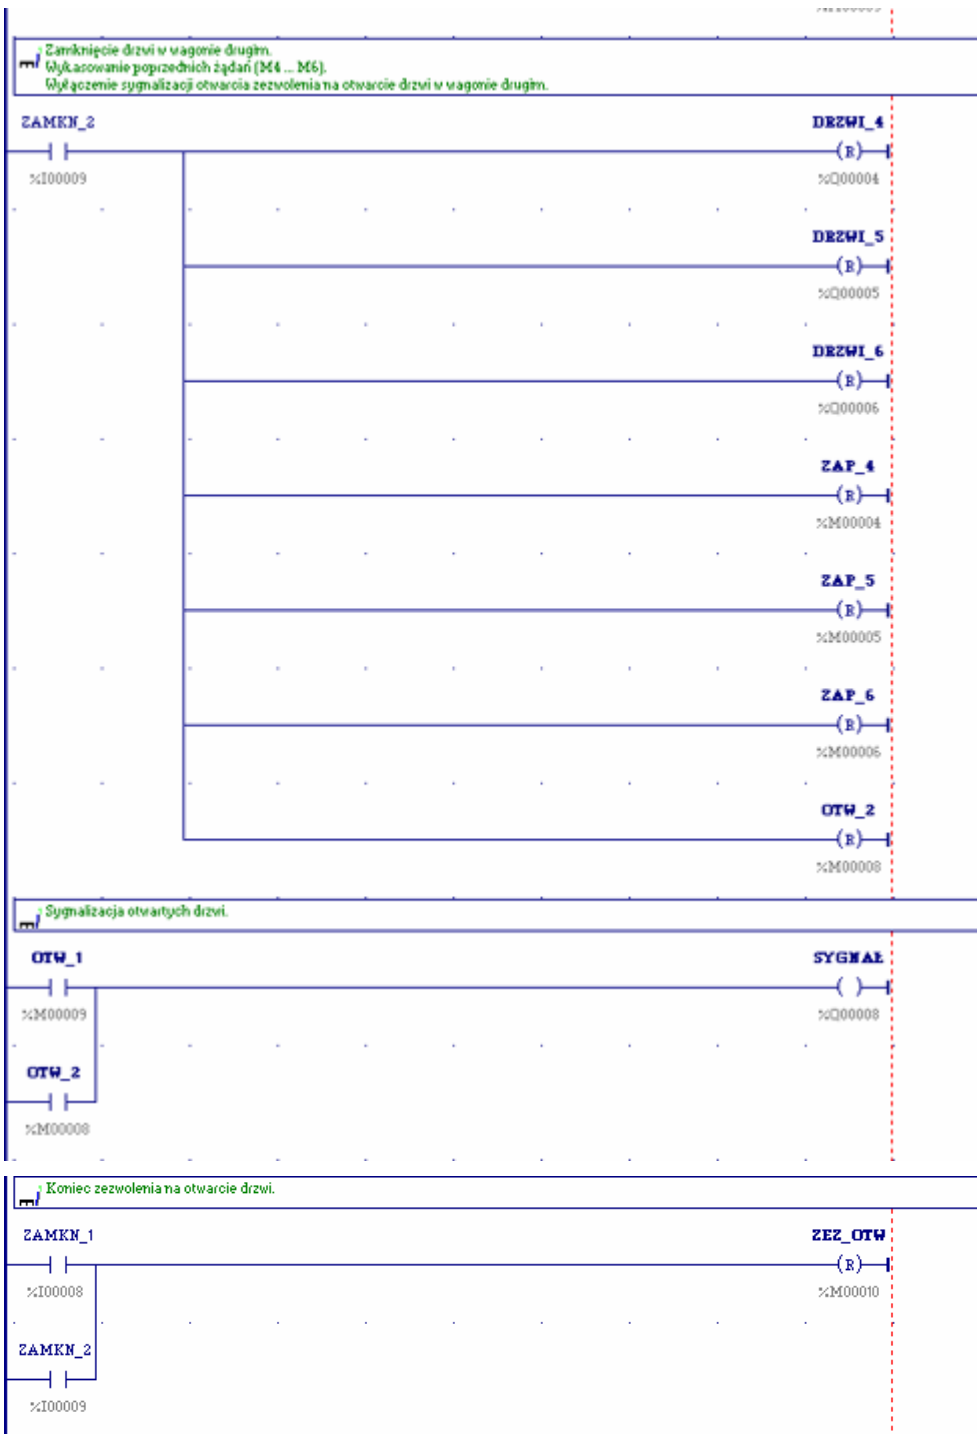 Zamknięcie drzwi w wagonie drugim.
Wykasowanie poprzednich żądań (M4 ... M6).
Wyłączenie sygnalizacji otwarcia zezwolenia na otwarcie drzwi w wagonie drugim.
ZAMKN_2
DRZWI_4
(R)
%I00009
%Q00004
DRZWI_5
(R)
%Q00005
DRZWI_6
(R)
%Q00006
ZAP_4
(R)
%M00004
ZAP_5
(R)
%M00005
ZAP_6
(R)
%M00006
OTW_2
(R)
%M00008
Sygnalizacja otwartych drzwi.
OTW_1
SYGNAŁ
%M00009
%Q00008
OTW_2
%M00008
Koniec zezwolenia na otwarcie drzwi.
ZAMKN_1
ZEZ_OTW
(R)
%I00008
%M00010
ZAMKN_2
%I00009